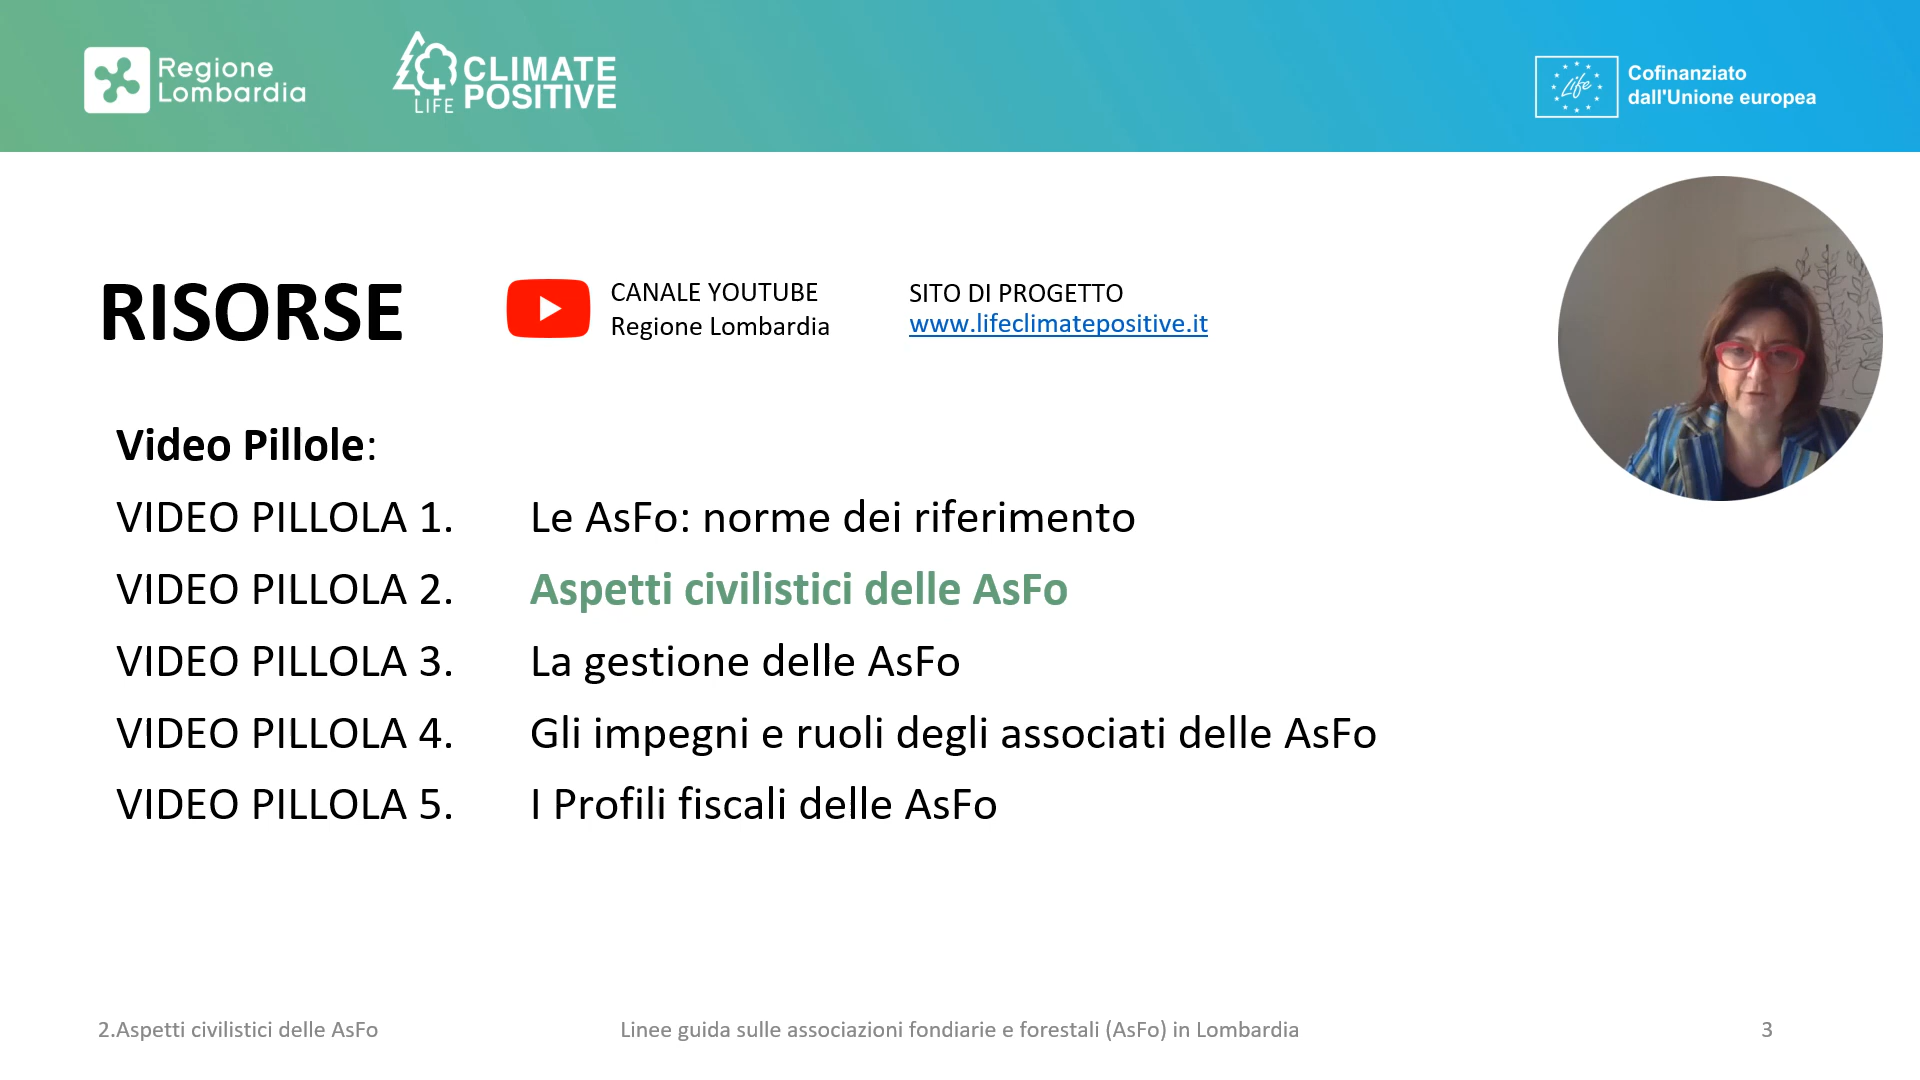 Regione
Lombardia
LIFE
CLIMATE
POSITIVE
Life
Cofinanziato
dall'Unione europea
RISORSE
CANALE YOUTUBE
Regione Lombardia
SITO DI PROGETTO
www.lifeclimatepositive.it
Video Pillole:
VIDEO PILLOLA 1. Le AsFo: norme dei riferimento
VIDEO PILLOLA 2. Aspetti civilistici delle AsFo
VIDEO PILLOLA 3. La gestione delle AsFo
VIDEO PILLOLA 4. Gli impegni e ruoli degli associati delle AsFo
VIDEO PILLOLA 5. I Profili fiscali delle AsFo
2.Aspetti civilistici delle AsFo
Linee guida sulle associazioni fondiarie e forestali (AsFo) in Lombardia
3